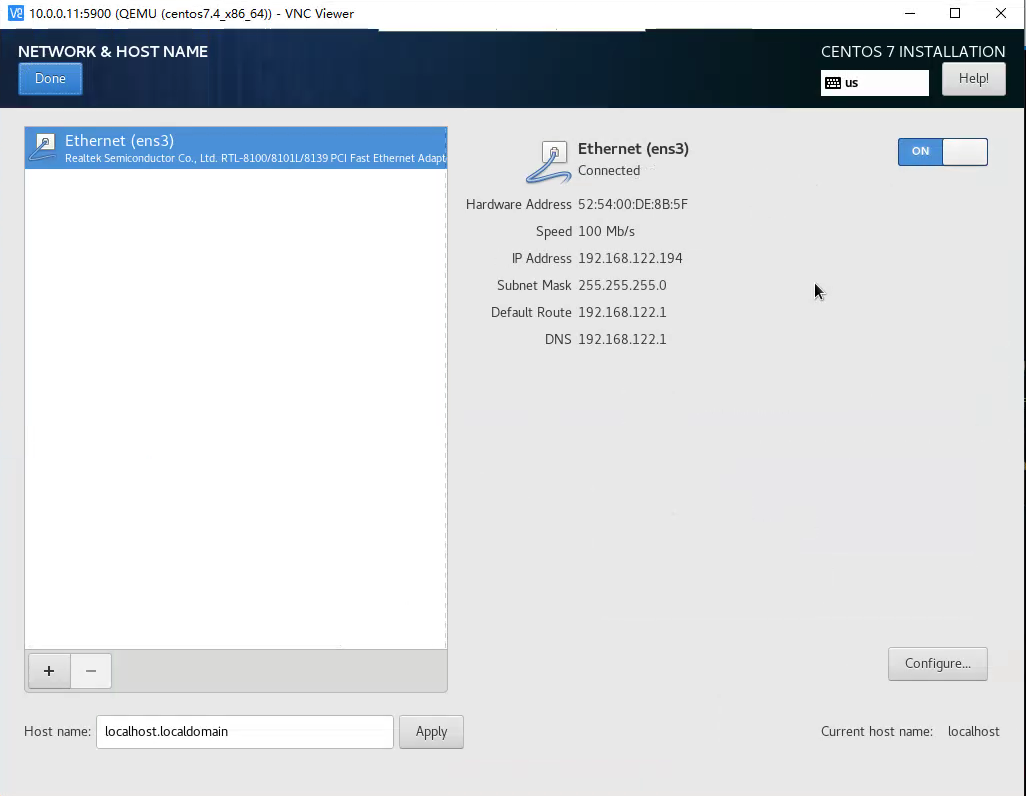 10.0.0.11:5900 (QEMU (centos7.4_x86_64)) - VNC Viewer
NETWORK & HOST NAME
CENTOS 7 INSTALLATION
Done
us
Help!
Ethernet (ens3)
Realtek Semiconductor Co., Ltd. RTL-8100/8101L/8139 PCI Fast Ethernet Adapt
Ethernet (ens3)
Connected
ON
Hardware Address 52:54:00:DE:8B:5F
Speed 100 Mb/s
IP Address 192.168.122.194
Subnet Mask 255.255.255.0
Default Route 192.168.122.1
DNS 192.168.122.1
+ −
Configure...
Host name: localhost.localdomain Apply
Current host name: localhost